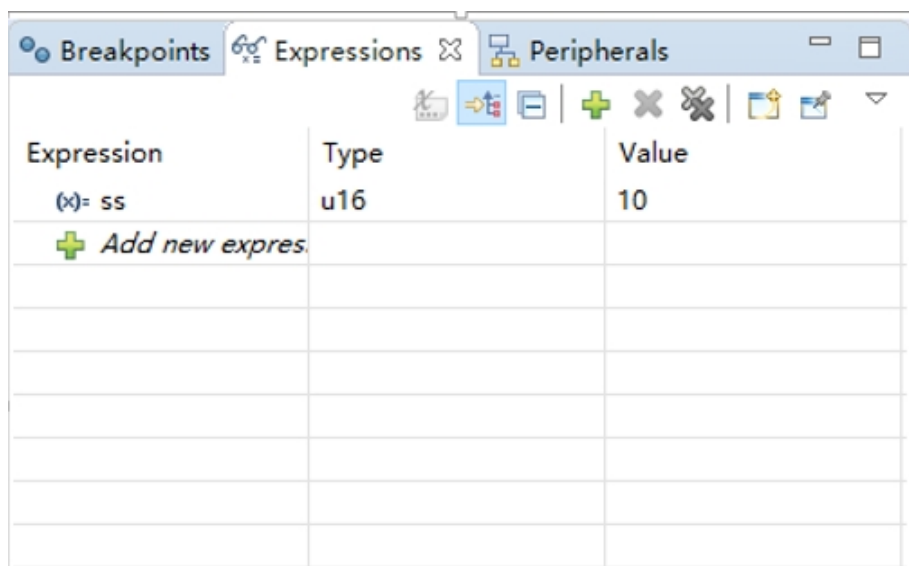 Breakpoints Expressions Peripherals
Expression Type Value
(x)= ss u16 10
Add new expres